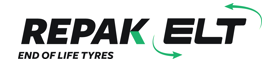 REPAK ELT
END OF LIFE TYRES